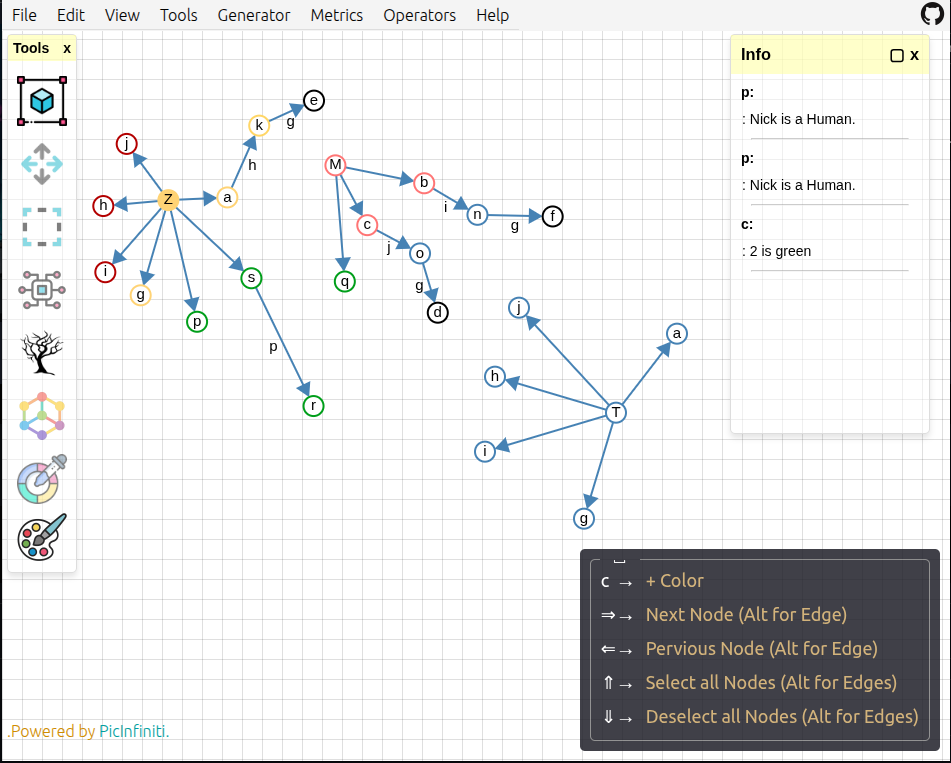 File Edit View Tools Generator Metrics Operators Help
Tools x
Info x
p:
: Nick is a Human.
p:
: Nick is a Human.
c:
: 2 is green
e
k
g
j
h
M
b
Z
a
h
i
n
g
f
c
j
o
s
i
q
g
g
d
p
j
a
p
h
r
T
i
g
c → + Color
⇒→ Next Node (Alt for Edge)
⇐→ Pervious Node (Alt for Edge)
⇑→ Select all Nodes (Alt for Edges)
⇓→ Deselect all Nodes (Alt for Edges)
.Powered by PicInfiniti.